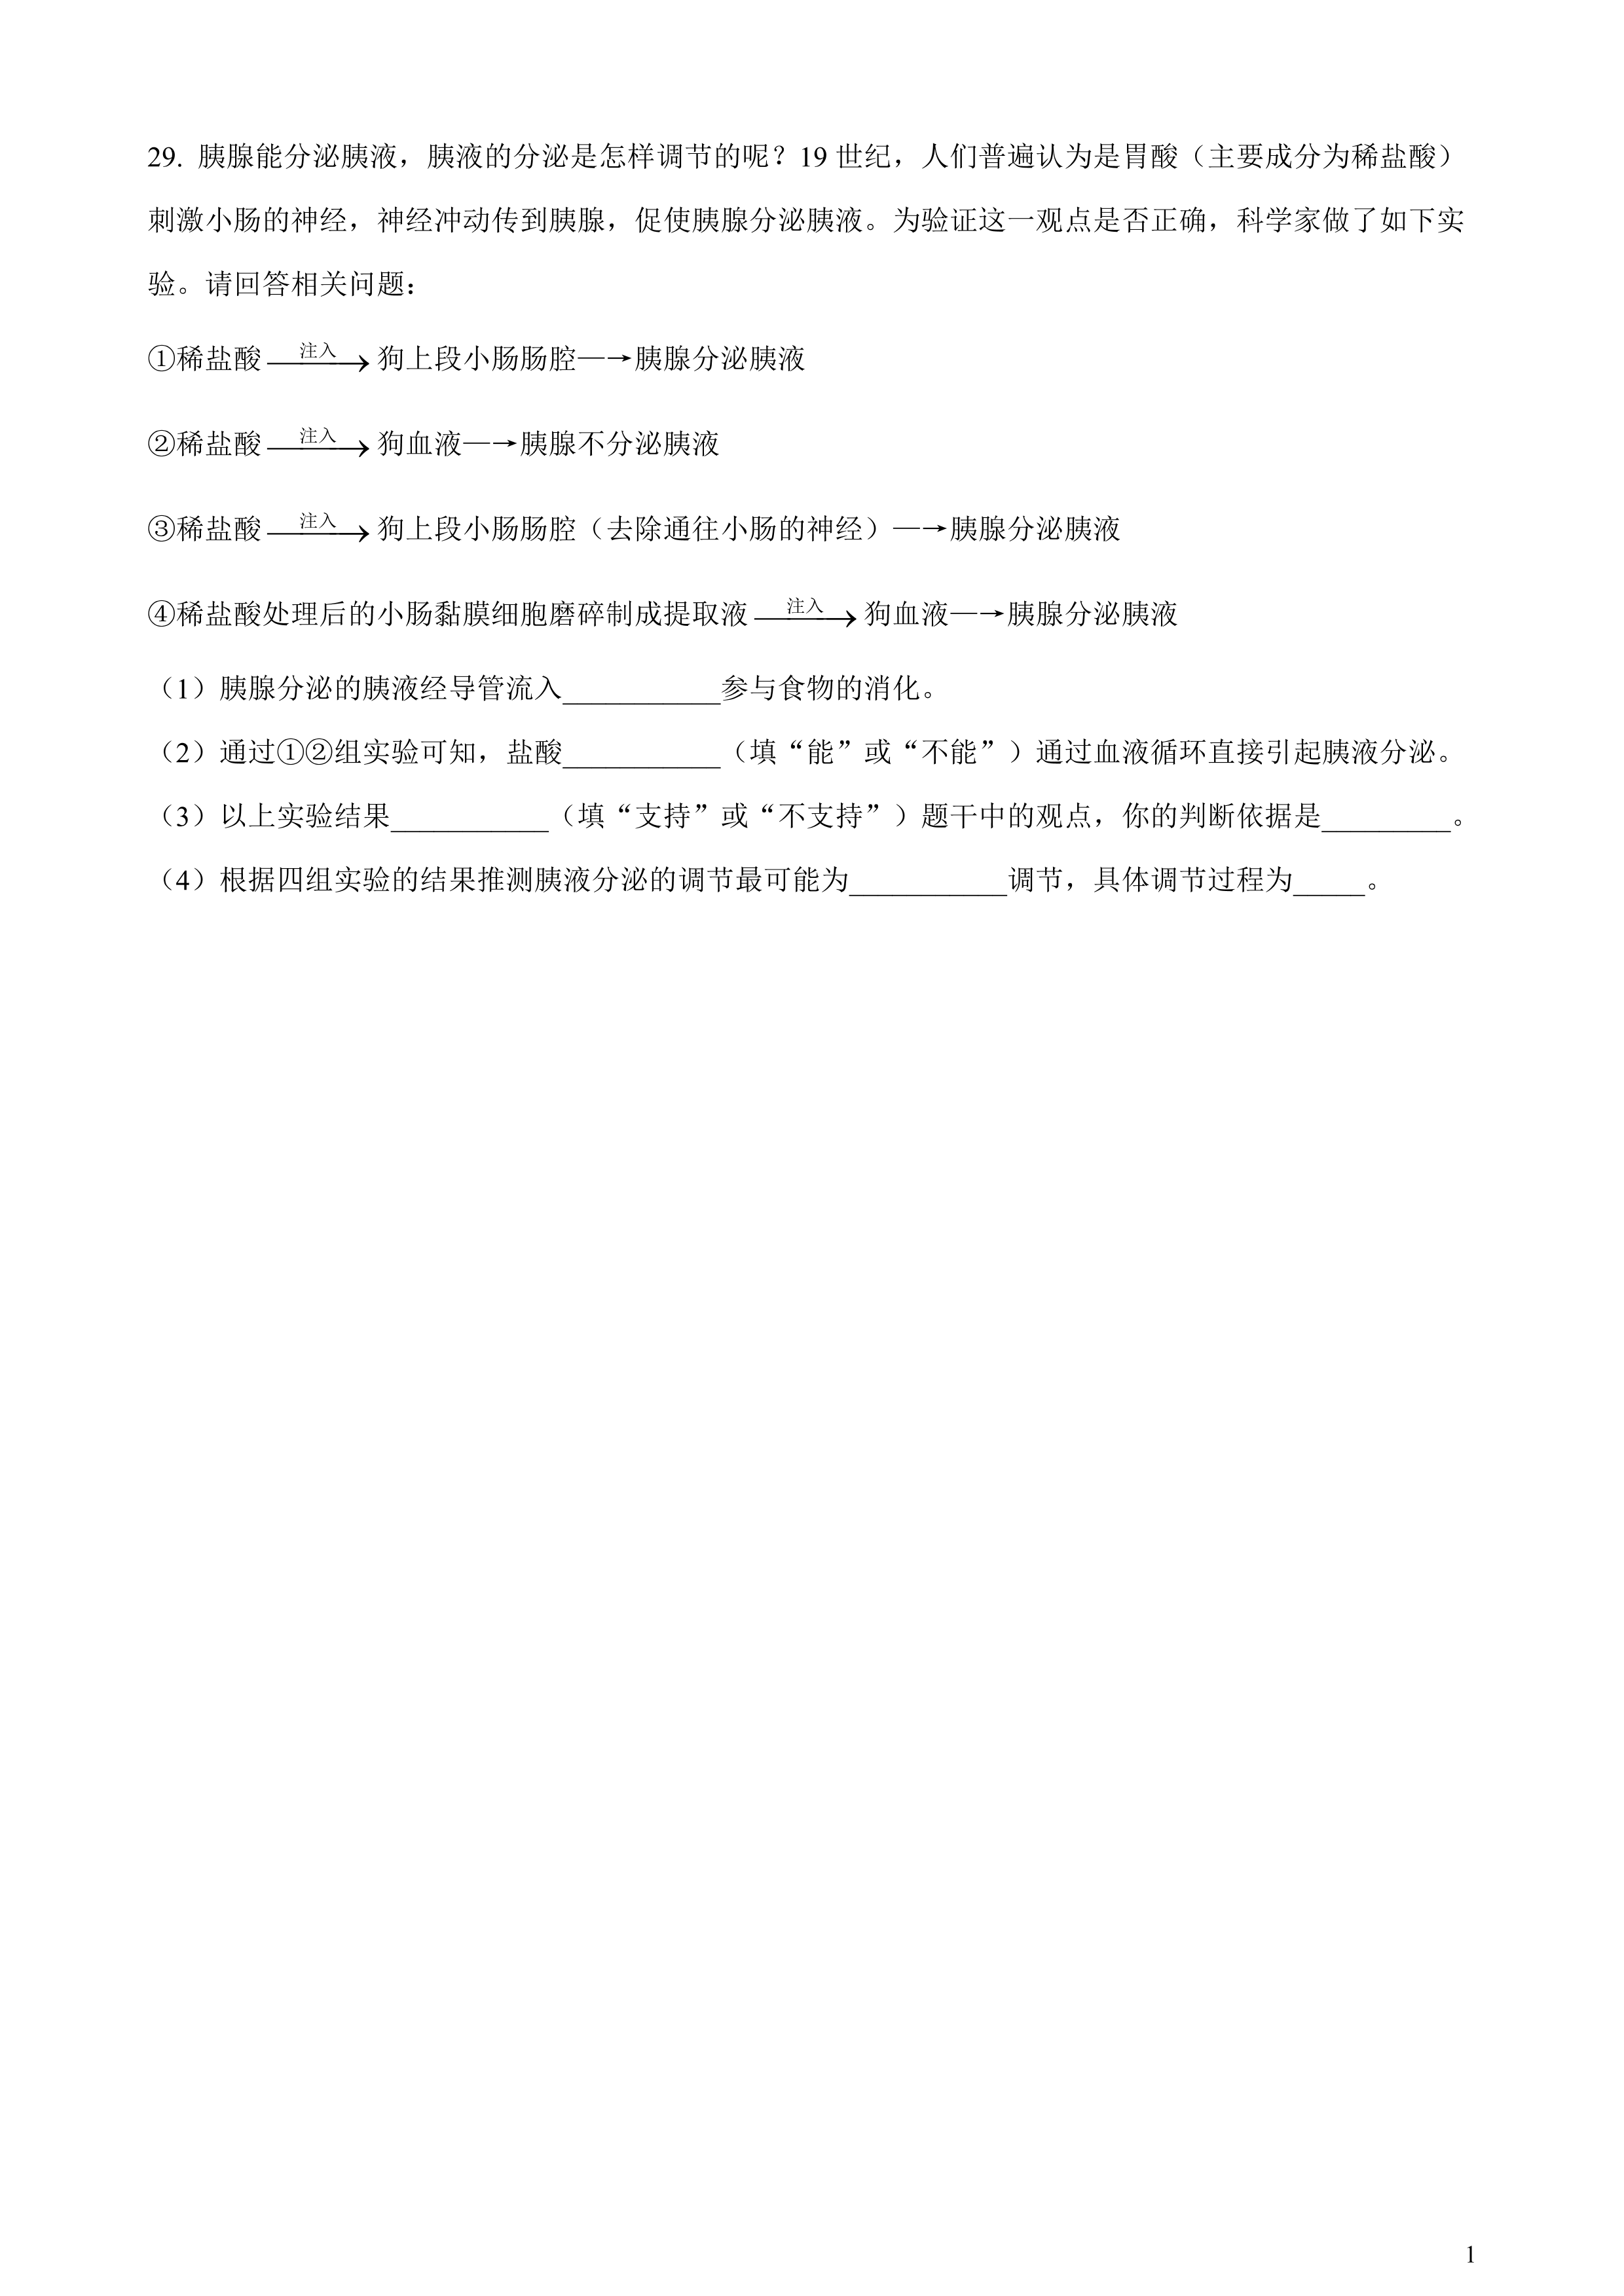 29. 胰腺能分泌胰液，胰液的分泌是怎样调节的呢？19 世纪，人们普遍认为是胃酸（主要成分为稀盐酸）
刺激小肠的神经，神经冲动传到胰腺，促使胰腺分泌胰液。为验证这一观点是否正确，科学家做了如下实
验。请回答相关问题：
①稀盐酸 ——注入——→ 狗上段小肠肠腔—→胰腺分泌胰液
②稀盐酸 ——注入——→ 狗血液—→胰腺不分泌胰液
③稀盐酸 ——注入——→ 狗上段小肠肠腔（去除通往小肠的神经）—→胰腺分泌胰液
④稀盐酸处理后的小肠黏膜细胞磨碎制成提取液 ——注入——→ 狗血液—→胰腺分泌胰液
（1）胰腺分泌的胰液经导管流入___________参与食物的消化。
（2）通过①②组实验可知，盐酸___________（填“能”或“不能”）通过血液循环直接引起胰液分泌。
（3）以上实验结果___________（填“支持”或“不支持”）题干中的观点，你的判断依据是_________。
（4）根据四组实验的结果推测胰液分泌的调节最可能为___________调节，具体调节过程为_____。
1